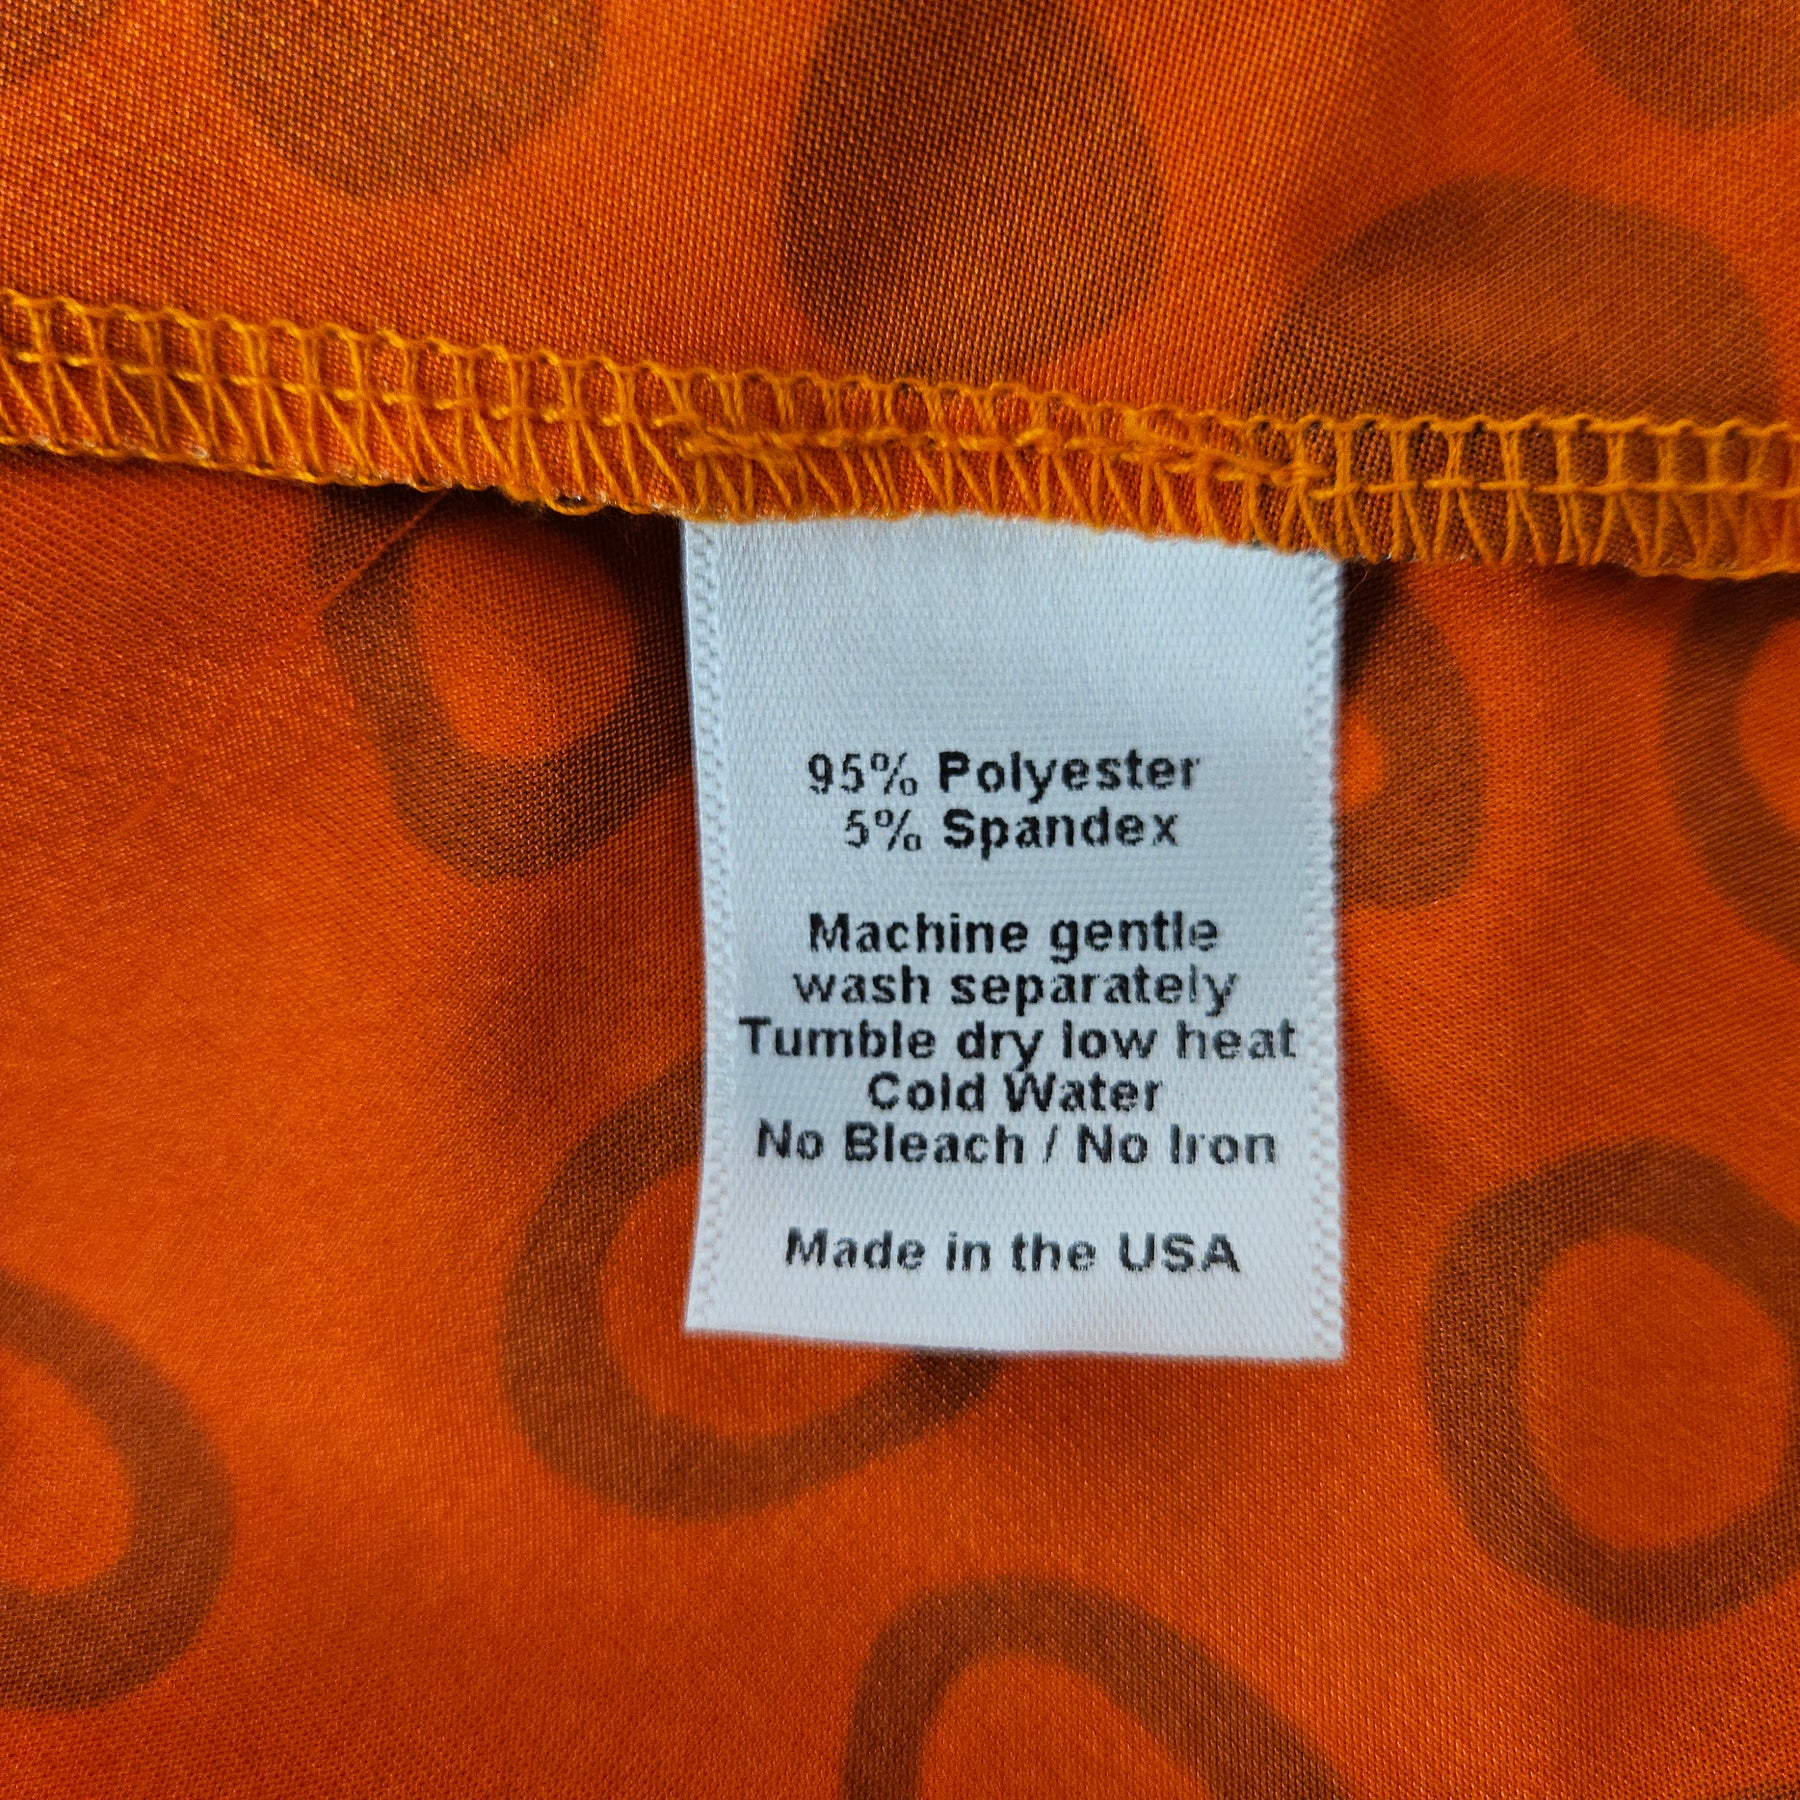 95% Polyester
5% Spandex
Machine gentle
wash separately
Tumble dry low heat
Cold Water
No Bleach / No Iron
Made in the USA